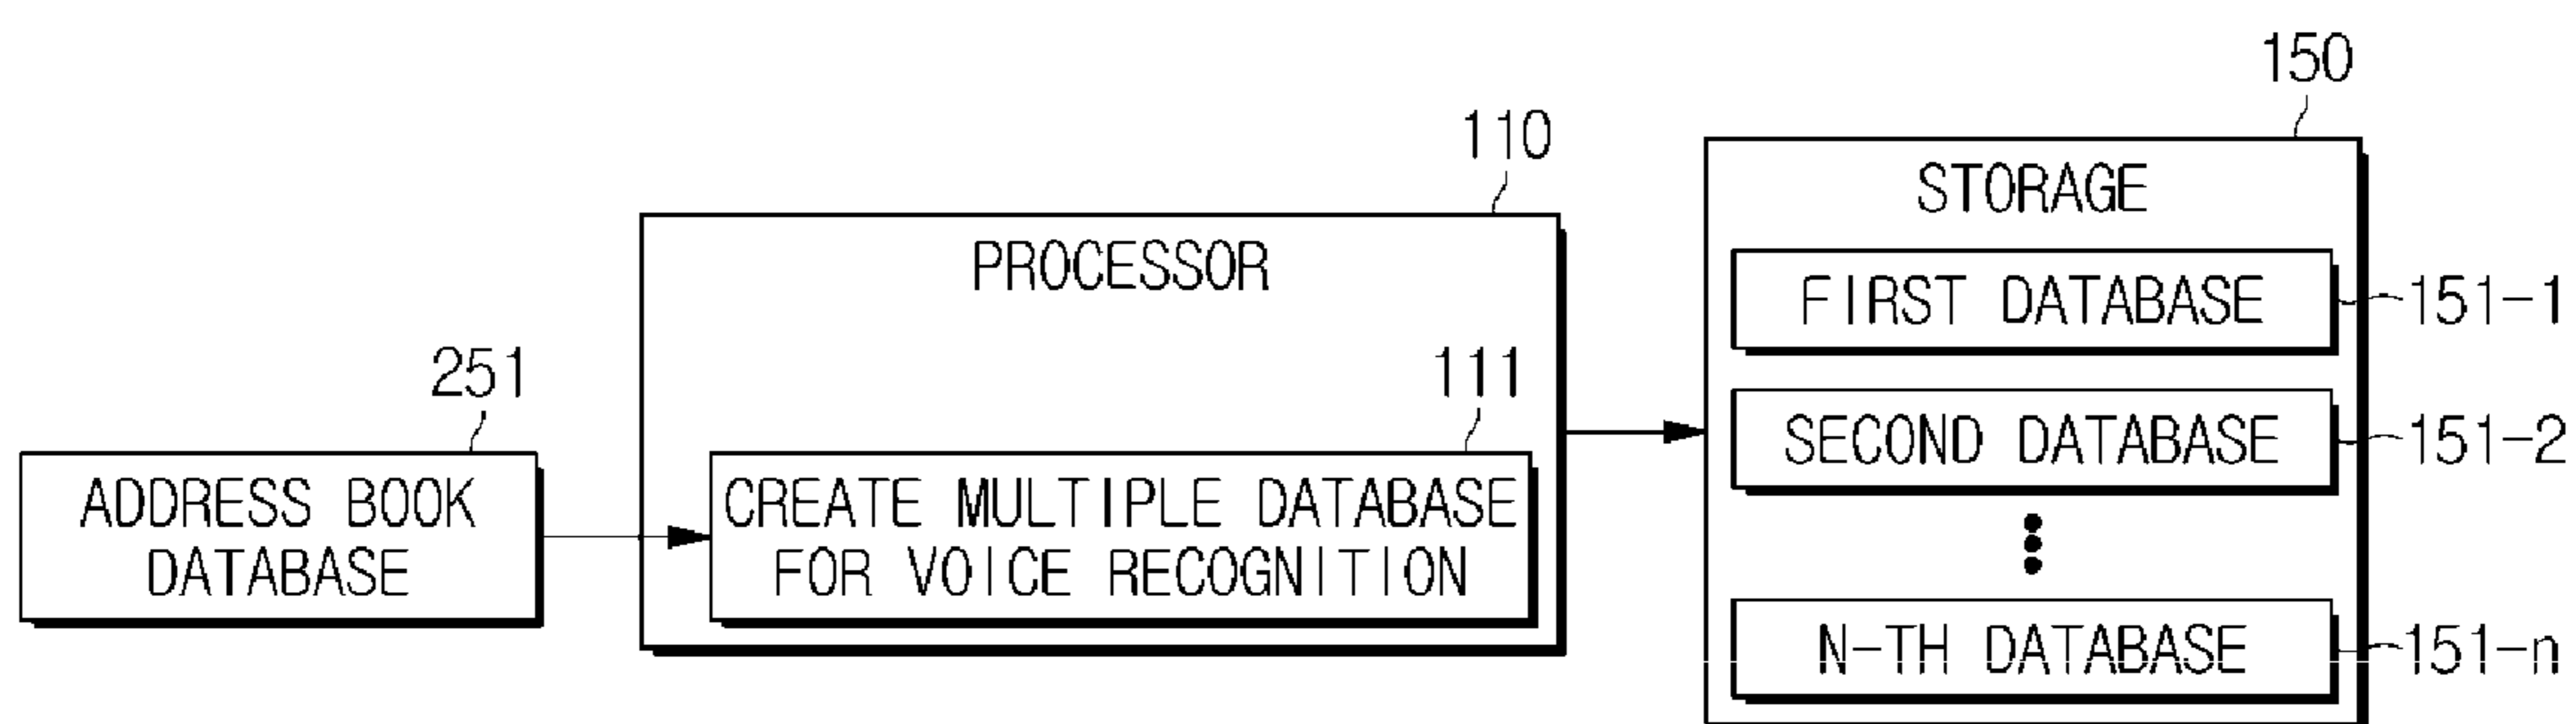 150
110
STORAGE
PROCESSOR
FIRST DATABASE
151-1
251
111
SECOND DATABASE
151-2
ADDRESS BOOK
DATABASE
CREATE MULTIPLE DATABASE
FOR VOICE RECOGNITION
N-TH DATABASE
151-n